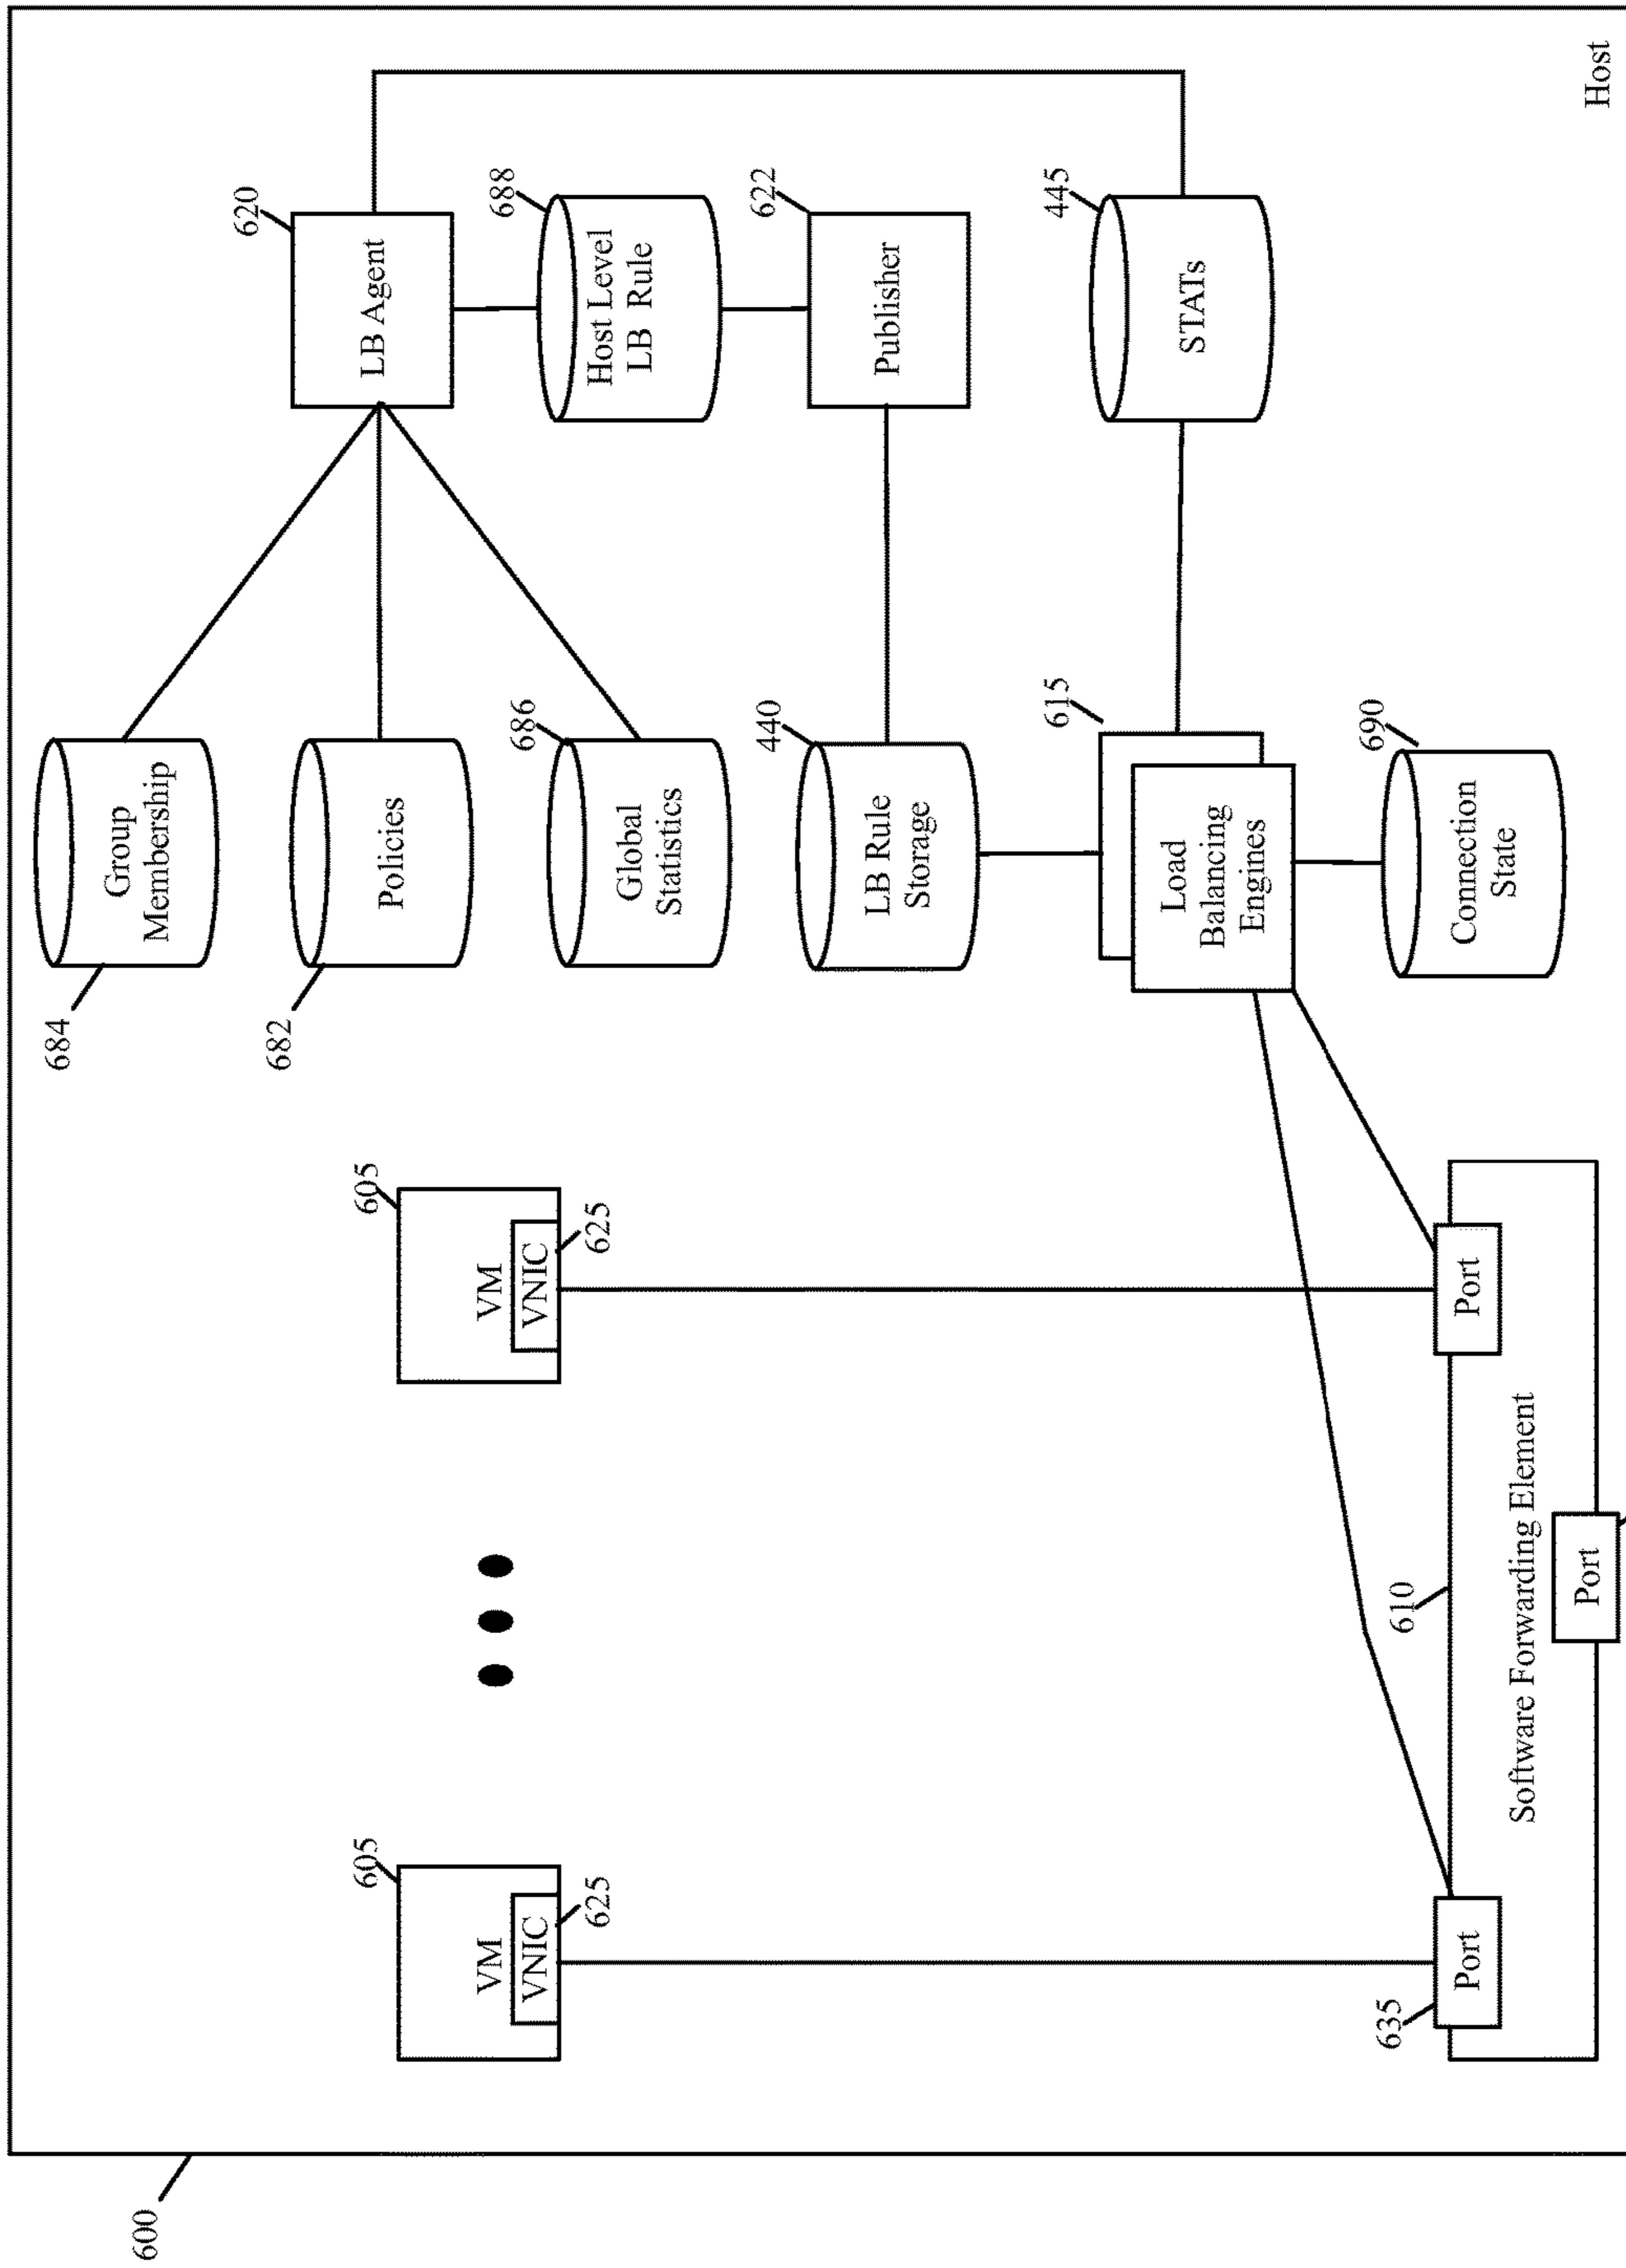 600
684
Group
Membership
620
LB Agent
682
Policies
605
VM
VNIC
625
605
VM
VNIC
625
686
Global
Statistics
688
Host Level
LB Rule
440
LB Rule
Storage
622
Publisher
615
Load
Balancing
Engines
445
STATs
690
Connection
State
635
Port
610
Port
Software Forwarding Element
Port
Host